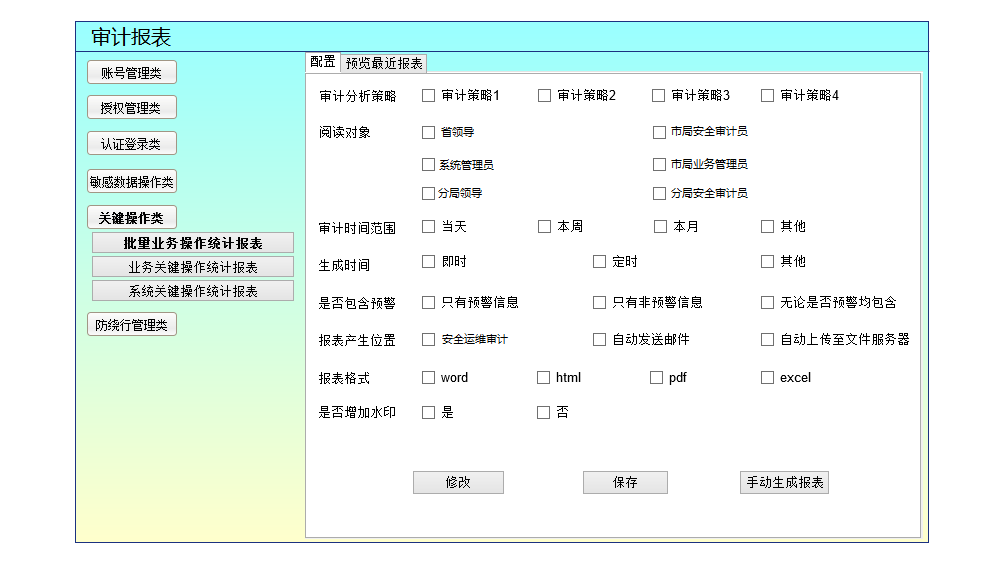 审计报表
账号管理类
授权管理类
认证登录类
敏感数据操作类
关键操作类
批量业务操作统计报表
业务关键操作统计报表
系统关键操作统计报表
防绕行管理类
配置 预览最近报表
审计分析策略 审计策略1 审计策略2 审计策略3 审计策略4
阅读对象 省领导 市局安全审计员
系统管理员 市局业务管理员
分局领导 分局安全审计员
审计时间范围 当天 本周 本月 其他
生成时间 即时 定时 其他
是否包含预警 只有预警信息 只有非预警信息 无论是否预警均包含
报表产生位置 安全运维审计 自动发送邮件 自动上传至文件服务器
报表格式 word html pdf excel
是否增加水印 是 否
修改 保存 手动生成报表